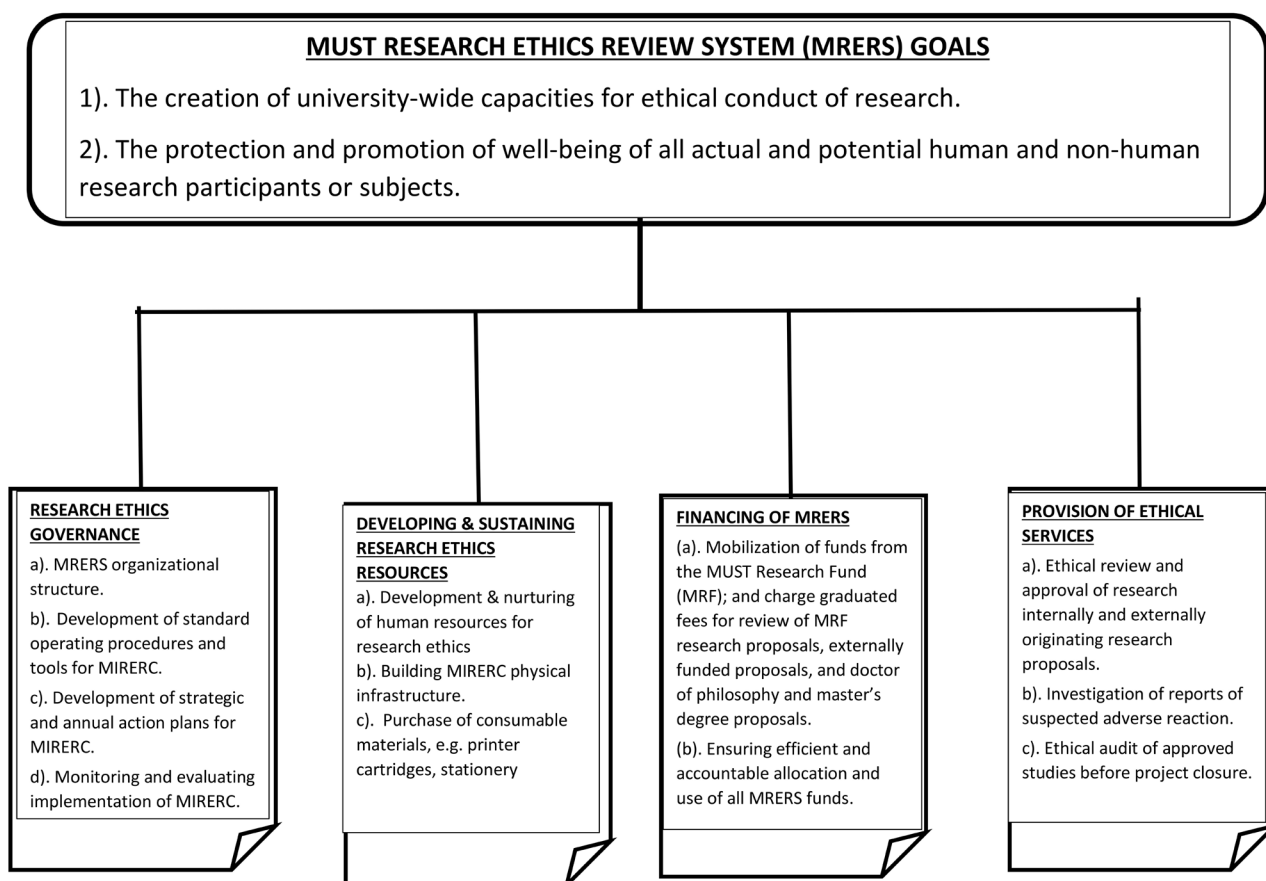 MUST RESEARCH ETHICS REVIEW SYSTEM (MRERS) GOALS
1). The creation of university-wide capacities for ethical conduct of research.
2). The protection and promotion of well-being of all actual and potential human and non-human
research participants or subjects.
RESEARCH ETHICS
GOVERNANCE
a). MRERS organizational
structure.
b). Development of standard
operating procedures and
tools for MIRERC.
c). Development of strategic
and annual action plans for
MIRERC.
d). Monitoring and evaluating
implementation of MIRERC.
DEVELOPING & SUSTAINING
RESEARCH ETHICS
RESOURCES
a). Development & nurturing
of human resources for
research ethics
b). Building MIRERC physical
infrastructure.
c). Purchase of consumable
materials, e.g. printer
cartridges, stationery
FINANCING OF MRERS
(a). Mobilization of funds from
the MUST Research Fund
(MRF); and charge graduated
fees for review of MRF
research proposals, externally
funded proposals, and doctor
of philosophy and master’s
degree proposals.
(b). Ensuring efficient and
accountable allocation and
use of all MRERS funds.
PROVISION OF ETHICAL
SERVICES
a). Ethical review and
approval of research
internally and externally
originating research
proposals.
b). Investigation of reports of
suspected adverse reaction.
c). Ethical audit of approved
studies before project closure.